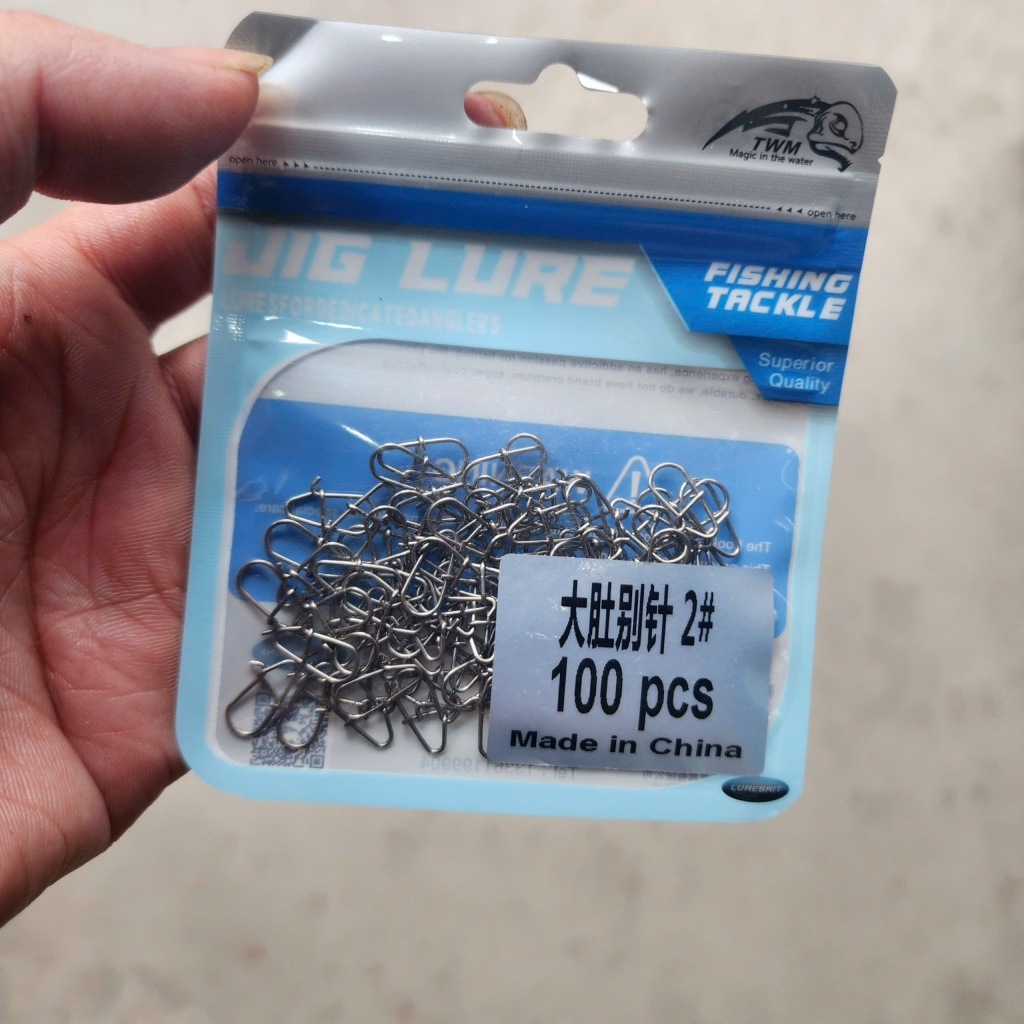 TWM
Magic in the water
open here
open here
JIG LURE
LURESFORDEDICATEDANGLERS
FISHING
TACKLE
Superior
Quality
大肚别针 2#
100 pcs
Made in China
LUREBRIT